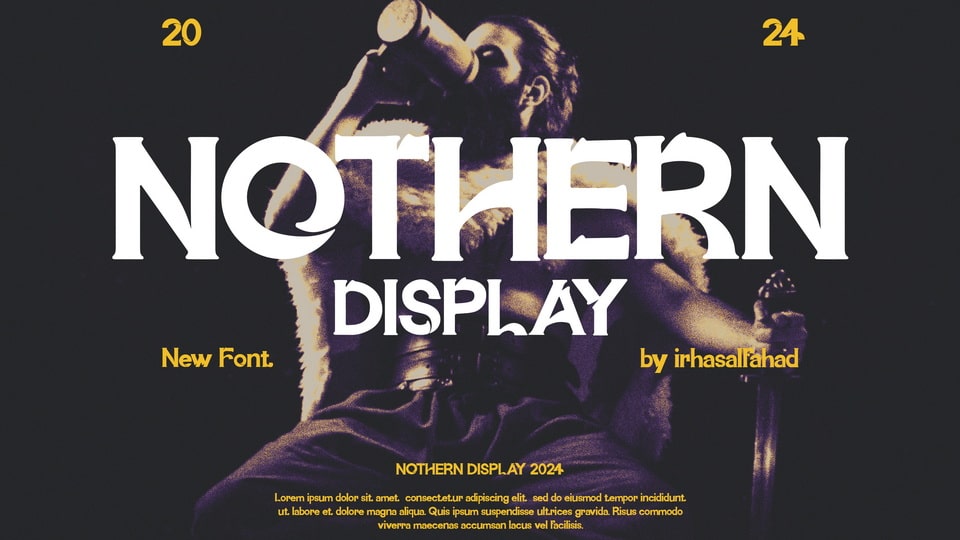 20 24
NOTHERN
DISPLAY
New Font. by irhasalfahad
NOTHERN DISPLAY 2024
Lorem ipsum dolor sit amet, consectetur adipiscing elit, sed do eiusmod tempor incididunt
ut labore et dolore magna aliqua. Quis ipsum suspendisse ultrices gravida. Risus commodo
viverra maecenas accumsan lacus vel facilisis.